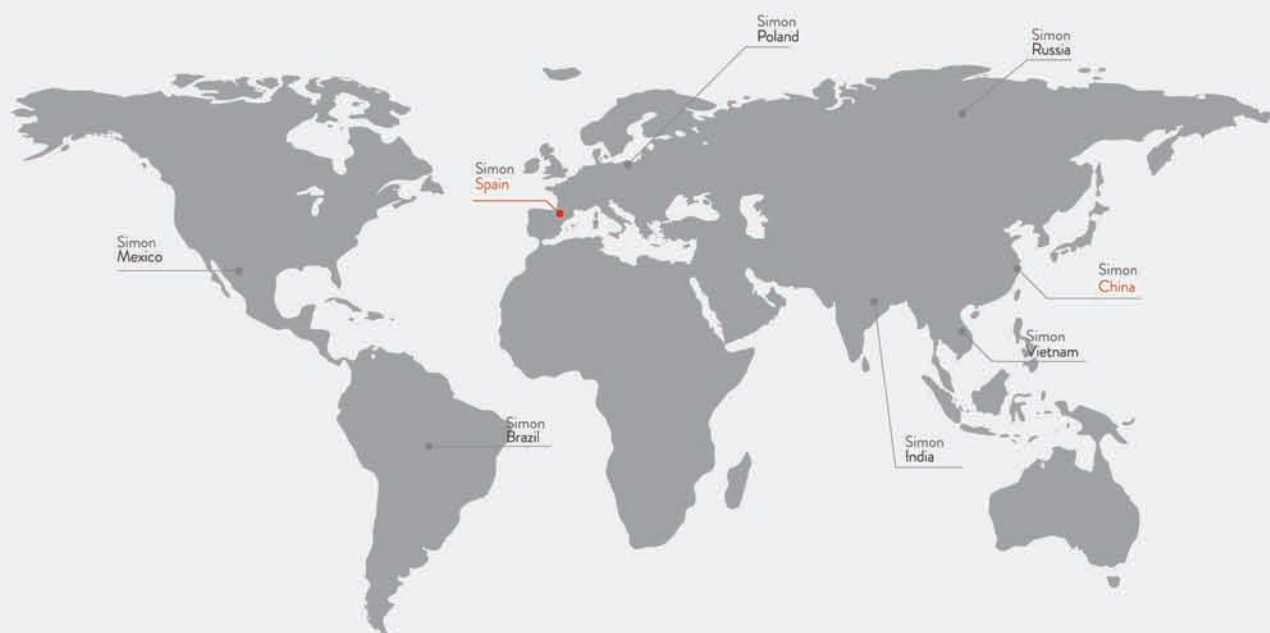 Simon
Poland
Simon
Russia
Simon
Spain
Simon
Mexico
Simon
China
Simon
Vietnam
Simon
Brazil
Simon
India